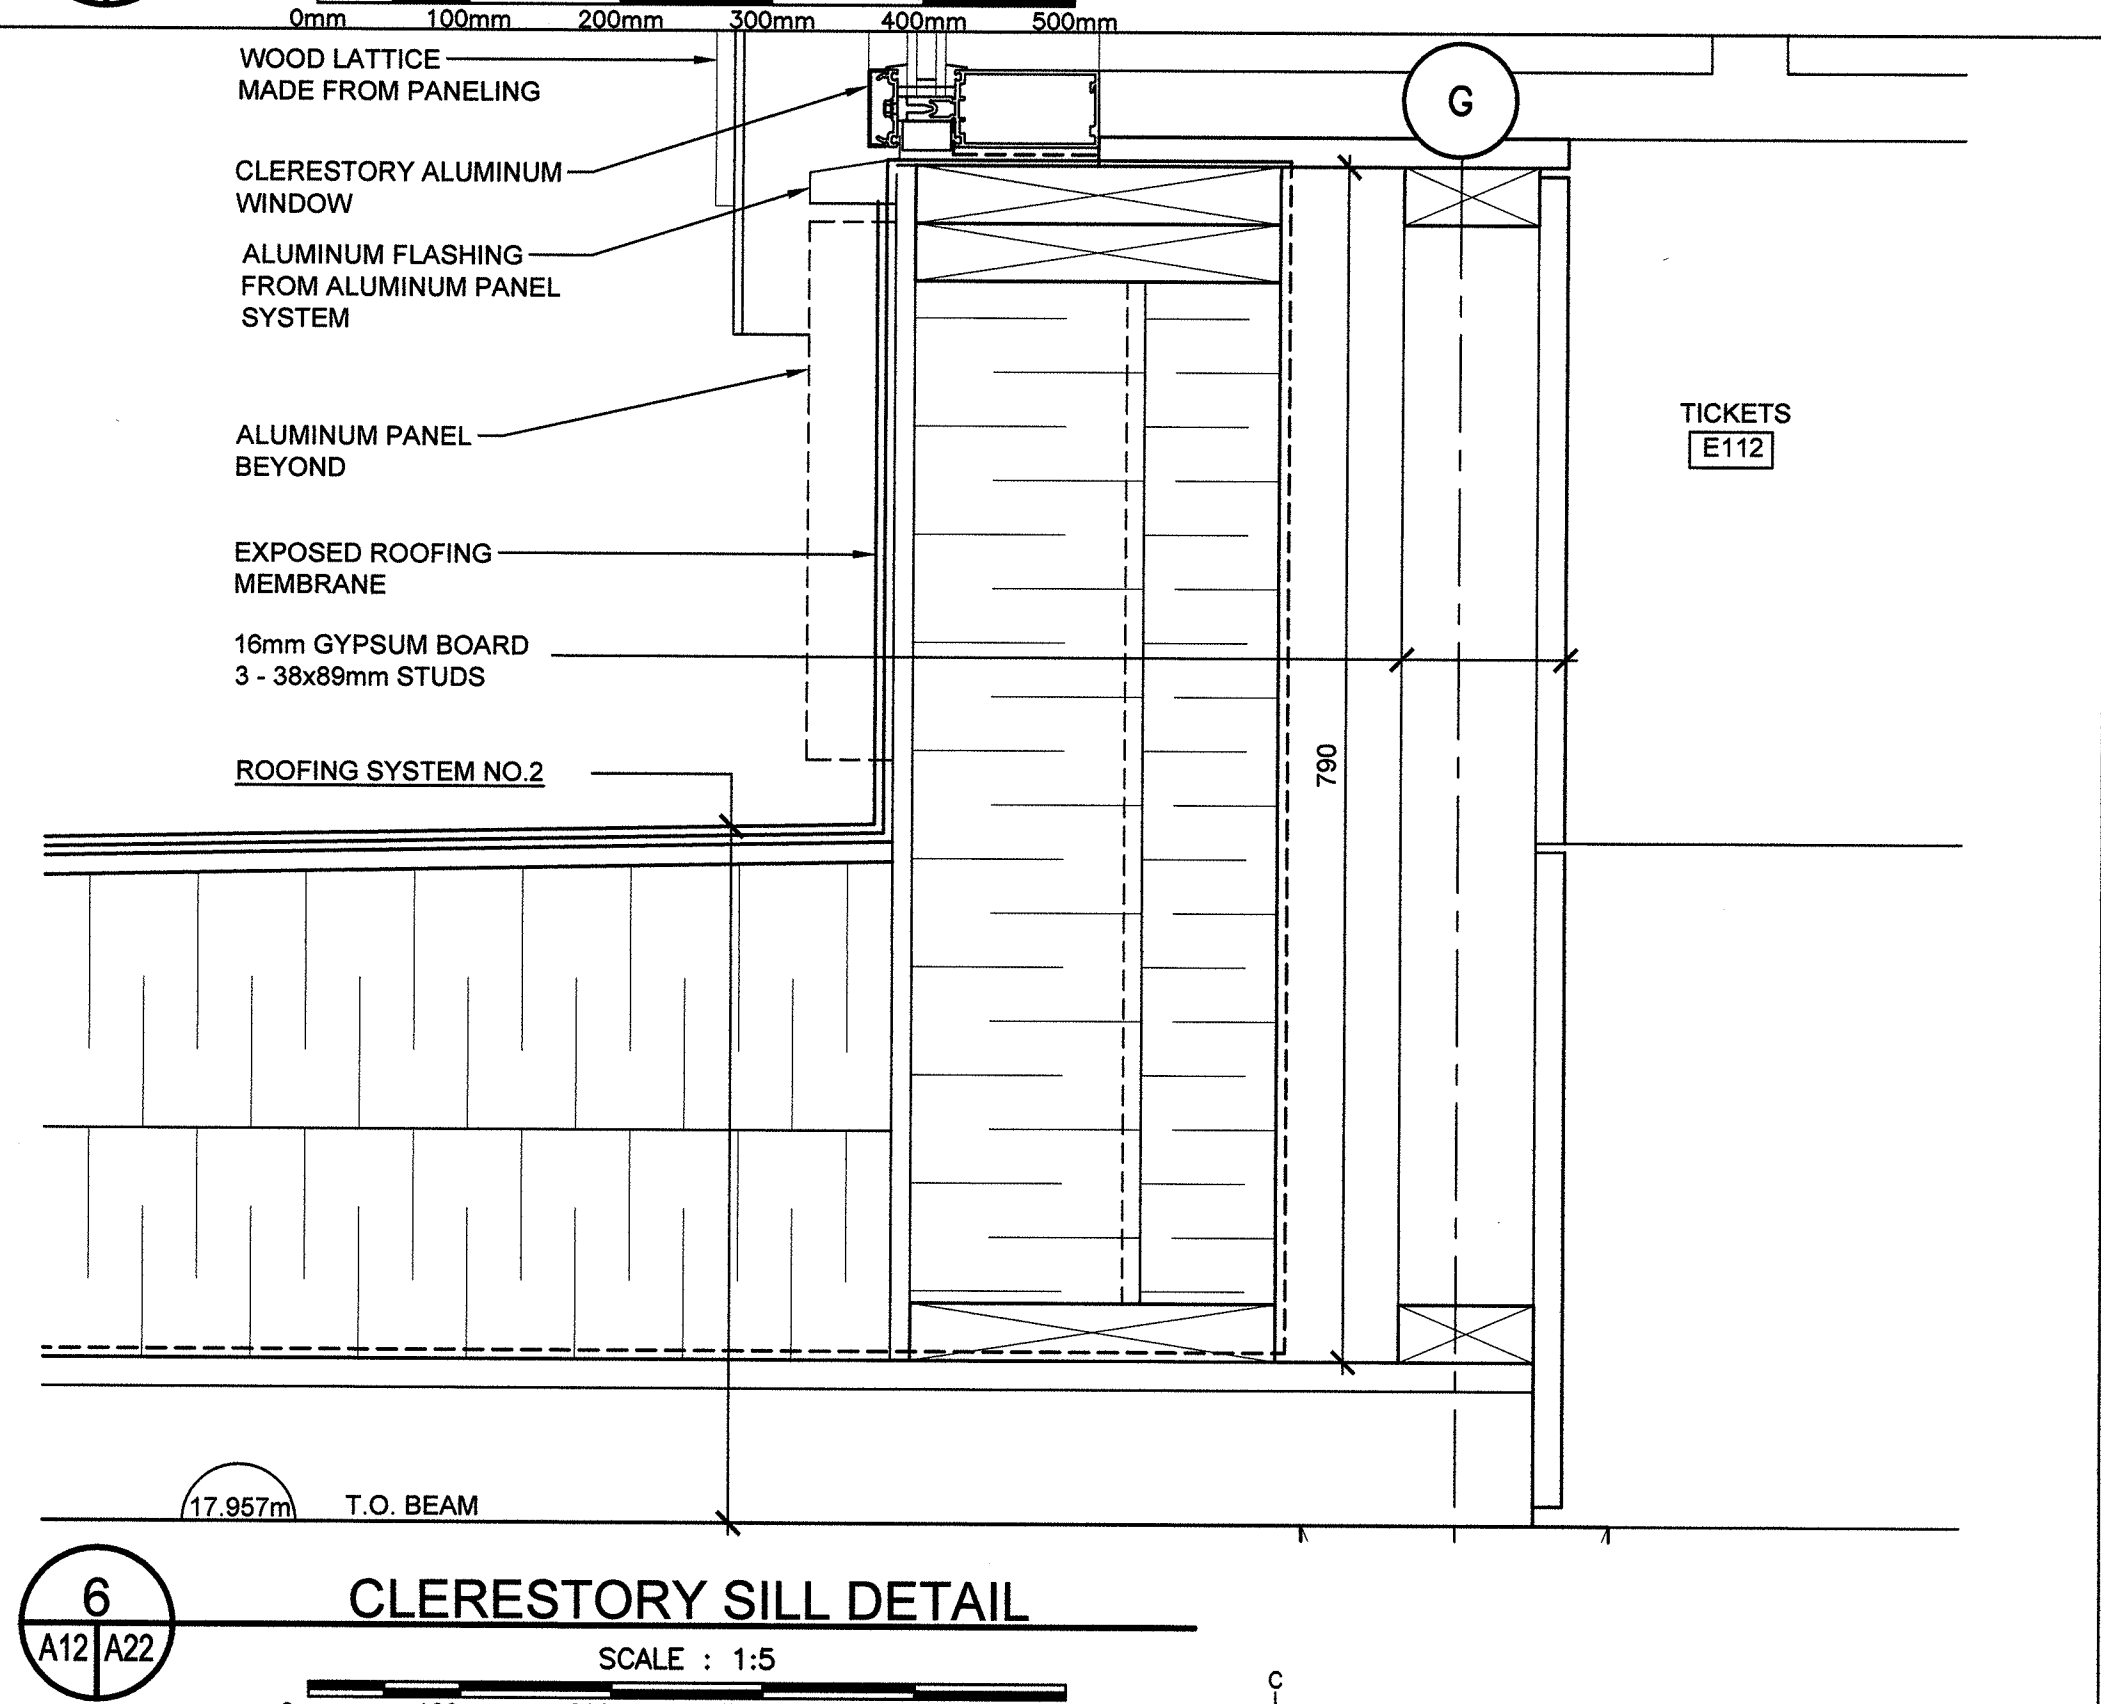 0mm 100mm 200mm 300mm 400mm 500mm
WOOD LATTICE
MADE FROM PANELING
G
CLERESTORY ALUMINUM
WINDOW
ALUMINUM FLASHING
FROM ALUMINUM PANEL
SYSTEM
TICKETS
E112
ALUMINUM PANEL
BEYOND
EXPOSED ROOFING
MEMBRANE
16mm GYPSUM BOARD
3 - 38x89mm STUDS
790
ROOFING SYSTEM NO.2
17.957m T.O. BEAM
6
A12 A22
CLERESTORY SILL DETAIL
SCALE : 1:5
C